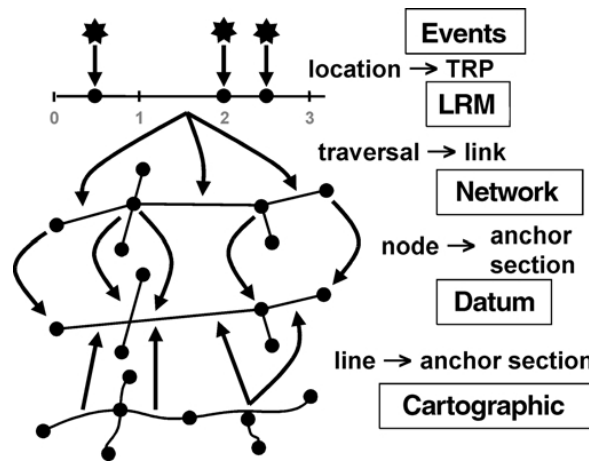 Events
location → TRP
LRM
0 1 2 3
traversal → link
Network
node → anchor
section
Datum
line → anchor section
Cartographic